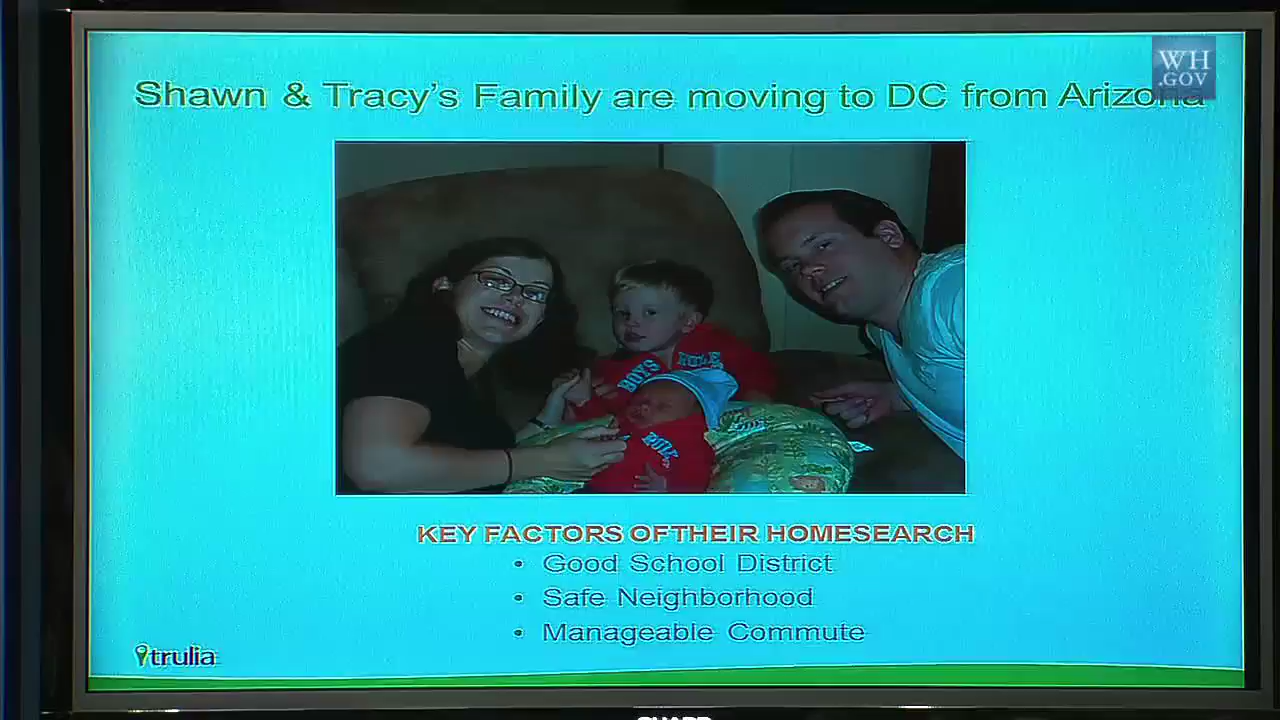 WH
.GOV
Shawn & Tracy's Family are moving to DC from Arizona
BOYS RULE
RULE
KEY FACTORS OFTHEIR HOMESEARCH
• Good School District
• Safe Neighborhood
• Manageable Commute
trulia
SHARP